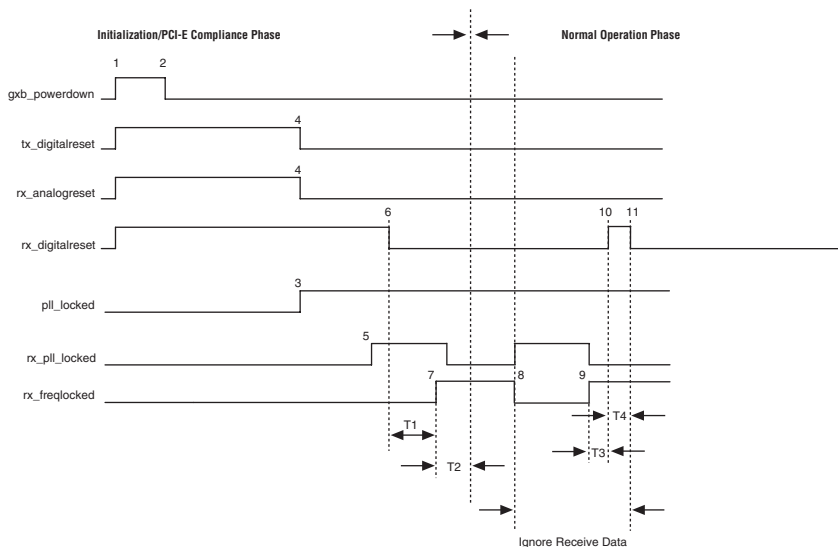 Initialization/PCI-E Compliance Phase
Normal Operation Phase
1 2
gxb_powerdown
4
tx_digitalreset
4
rx_analogreset
6 10 11
rx_digitalreset
3
pll_locked
5
rx_pll_locked
7 8 9
rx_freqlocked
T1 T4
T2 T3
Ignore Receive Data